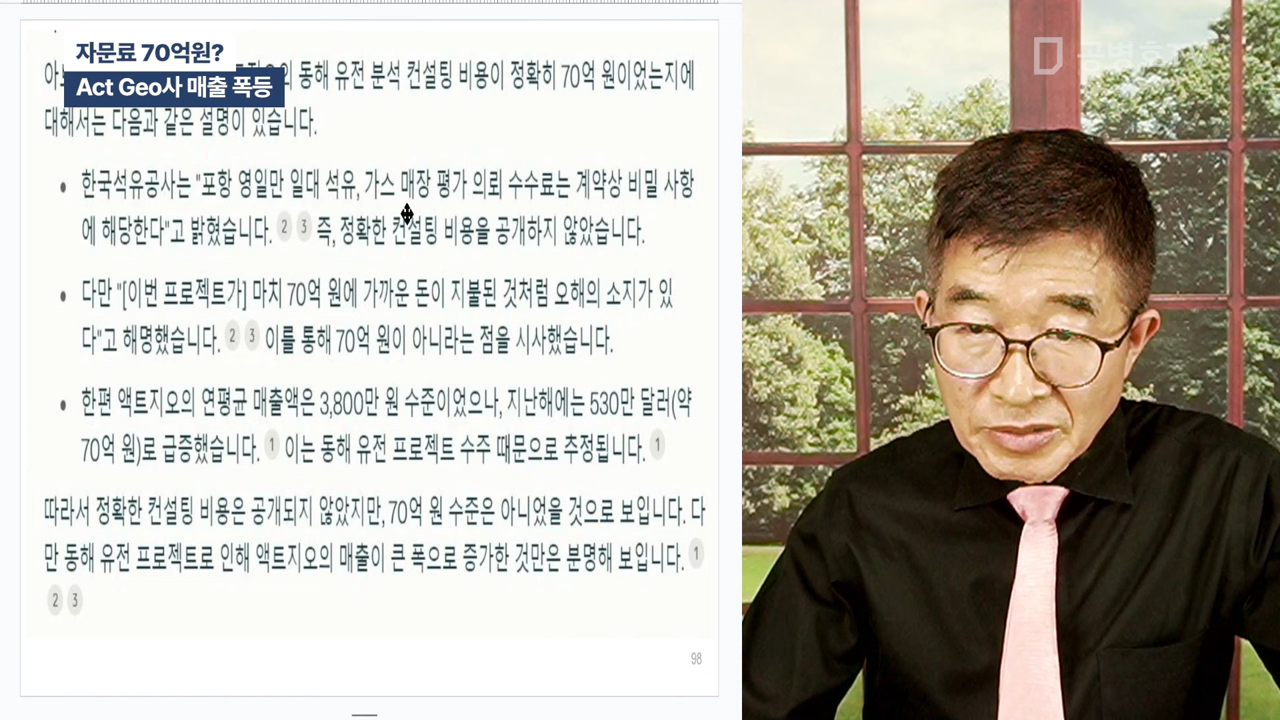 자문료 70억원?
Act Geo사 매출 폭등
동해 유전 분석 컨설팅 비용이 정확히 70억 원이었는지에
대해서는 다음과 같은 설명이 있습니다.
• 한국석유공사는 "포항 영일만 일대 석유, 가스 매장 평가 의뢰 수수료는 계약상 비밀 사항
에 해당한다"고 밝혔습니다. 2 3 즉, 정확한 컨설팅 비용을 공개하지 않았습니다.
• 다만 "[이번 프로젝트가] 마치 70억 원에 가까운 돈이 지불된 것처럼 오해의 소지가 있
다"고 해명했습니다. 2 3 이를 통해 70억 원이 아니라는 점을 시사했습니다.
• 한편 액트지오의 연평균 매출액은 3,800만 원 수준이었으나, 지난해에는 530만 달러(약
70억 원)로 급증했습니다. 1 이는 동해 유전 프로젝트 수주 때문으로 추정됩니다. 1
따라서 정확한 컨설팅 비용은 공개되지 않았지만, 70억 원 수준은 아니었을 것으로 보입니다. 다
만 동해 유전 프로젝트로 인해 액트지오의 매출이 큰 폭으로 증가한 것만은 분명해 보입니다. 1
2 3
98
공병호TV